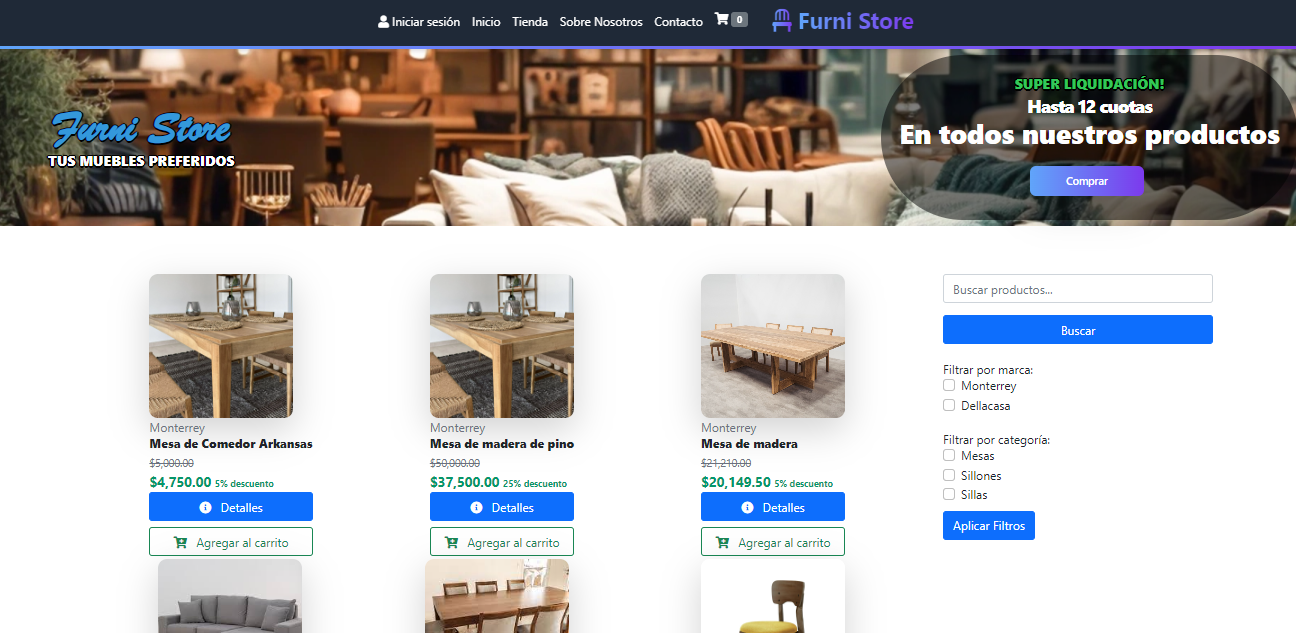 Iniciar sesión Inicio Tienda Sobre Nosotros Contacto 0 Furni Store
Furni Store
TUS MUEBLES PREFERIDOS
SUPER LIQUIDACIÓN!
Hasta 12 cuotas
En todos nuestros productos
Comprar
Monterrey
Mesa de Comedor Arkansas
$5,000.00
$4,750.00 5% descuento
Detalles
Agregar al carrito
Monterrey
Mesa de madera de pino
$50,000.00
$37,500.00 25% descuento
Detalles
Agregar al carrito
Monterrey
Mesa de madera
$21,210.00
$20,149.50 5% descuento
Detalles
Agregar al carrito
Buscar productos...
Buscar
Filtrar por marca:
Monterrey
Dellacasa
Filtrar por categoría:
Mesas
Sillones
Sillas
Aplicar Filtros